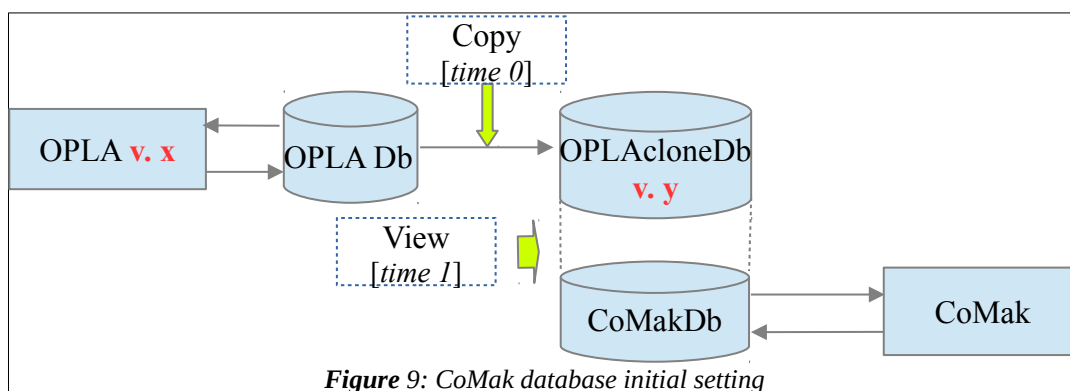 Copy
[time 0]
OPLA v. x
OPLA Db
OPLAcloneDb
v. y
View
[time 1]
CoMakDb
CoMak
Figure 9: CoMak database initial setting